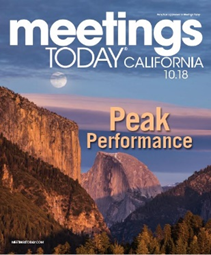 meetings
TODAY®
CALIFORNIA
10.18
Peak
Performance